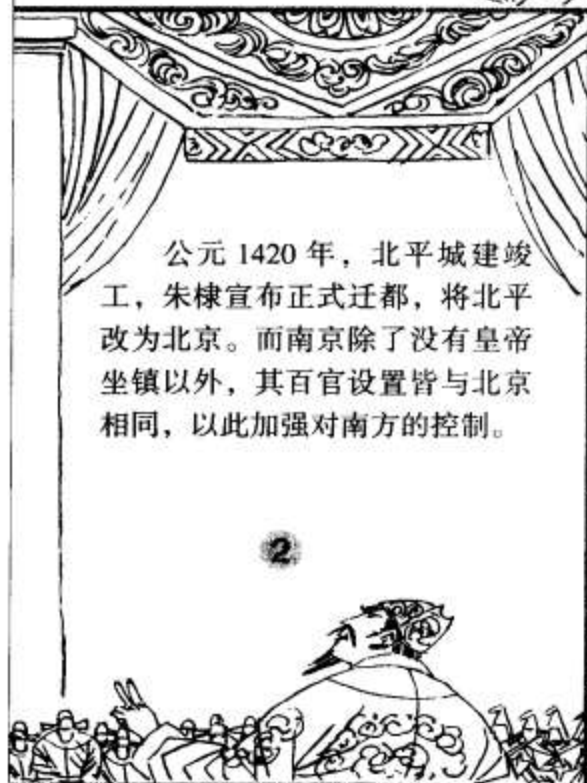 公元 1420 年，北平城建竣
工，朱棣宣布正式迁都，将北平
改为北京。而南京除了没有皇帝
坐镇以外，其百官设置皆与北京
相同，以此加强对南方的控制。
2